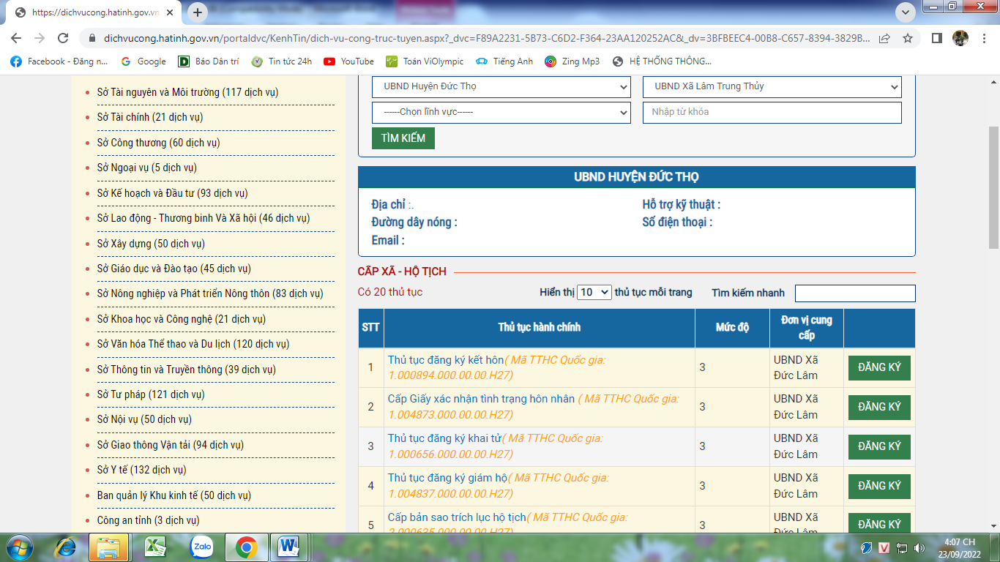 https://dichvucong.hatinh.gov.vn
dichvucong.hatinh.gov.vn/portaldvc/KenhTin/dich-vu-cong-truc-tuyen.aspx?_dvc=F89A2231-5B73-C6D2-F364-23AA120252AC&_dv=3BFBEEC4-00B8-C657-8394-3829B...
Facebook - Đăng n... Google Báo Dân trí Tin tức 24h YouTube Toán ViOlympic Tiếng Anh Zing Mp3 HỆ THỐNG THÔNG...
Sở Tài nguyên và Môi trường (117 dịch vụ)
Sở Tài chính (21 dịch vụ)
Sở Công thương (60 dịch vụ)
Sở Ngoại vụ (5 dịch vụ)
Sở Kế hoạch và Đầu tư (93 dịch vụ)
Sở Lao động - Thương binh Và Xã hội (46 dịch vụ)
Sở Xây dựng (50 dịch vụ)
Sở Giáo dục và Đào tạo (45 dịch vụ)
Sở Nông nghiệp và Phát triển Nông thôn (83 dịch vụ)
Sở Khoa học và Công nghệ (21 dịch vụ)
Sở Văn hóa Thể thao và Du lịch (120 dịch vụ)
Sở Thông tin và Truyền thông (39 dịch vụ)
Sở Tư pháp (121 dịch vụ)
Sở Nội vụ (50 dịch vụ)
Sở Giao thông Vận tải (94 dịch vụ)
Sở Y tế (132 dịch vụ)
Ban quản lý Khu kinh tế (50 dịch vụ)
Công an tỉnh (3 dịch vụ)
UBND Huyện Đức Thọ UBND Xã Lâm Trung Thủy
------Chọn lĩnh vực------ Nhập từ khóa
TÌM KIẾM
UBND HUYỆN ĐỨC THỌ
Địa chỉ :. Hỗ trợ kỹ thuật :
Đường dây nóng : Số điện thoại :
Email :
CẤP XÃ - HỘ TỊCH
Có 20 thủ tục Hiển thị 10 thủ tục mỗi trang Tìm kiếm nhanh
STT Thủ tục hành chính Mức độ Đơn vị cung
cấp
1 Thủ tục đăng ký kết hôn( Mã TTHC Quốc gia: 3 UBND Xã ĐĂNG KÝ
1.000894.000.00.00.H27) Đức Lâm
2 Cấp Giấy xác nhận tình trạng hôn nhân ( Mã TTHC Quốc gia: 3 UBND Xã ĐĂNG KÝ
1.004873.000.00.00.H27) Đức Lâm
3 Thủ tục đăng ký khai tử( Mã TTHC Quốc gia: 3 UBND Xã ĐĂNG KÝ
1.000656.000.00.00.H27) Đức Lâm
4 Thủ tục đăng ký giám hộ( Mã TTHC Quốc gia: 3 UBND Xã ĐĂNG KÝ
1.004837.000.00.00.H27) Đức Lâm
5 Cấp bản sao trích lục hộ tịch( Mã TTHC Quốc gia: 3 UBND Xã ĐĂNG KÝ
2.000635.000.00.00.H27) Đức Lâm
Zalo
4:07 CH
23/09/2022